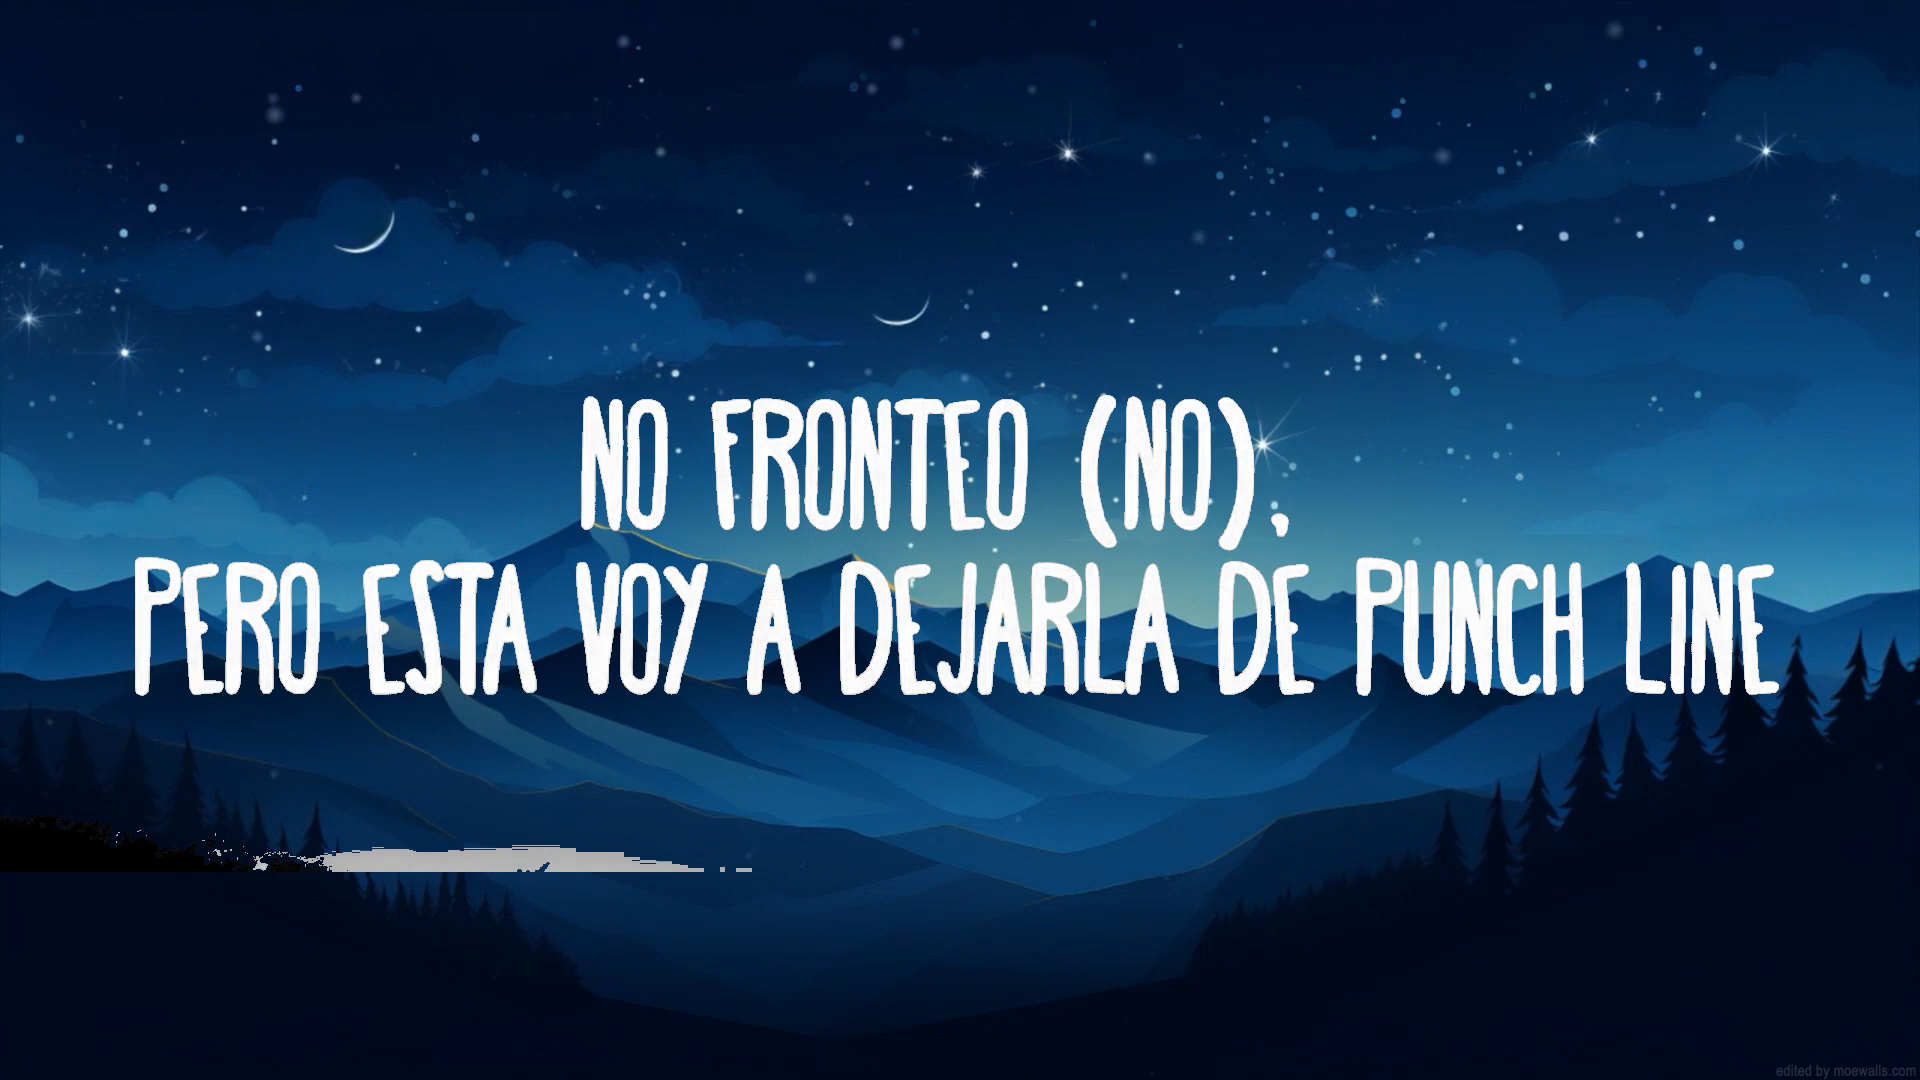 NO FRONTEO (NO),
PERO ESTA VOY A DEJARLA DE PUNCH LINE
edited by moewalls.com